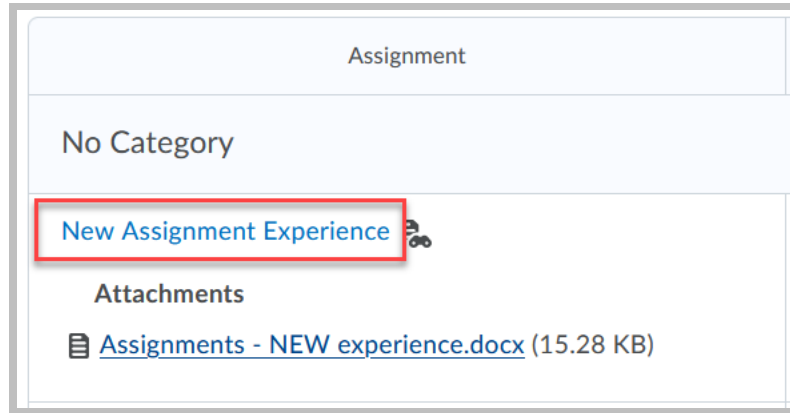 Assignment
No Category
New Assignment Experience
Attachments
Assignments - NEW experience.docx (15.28 KB)